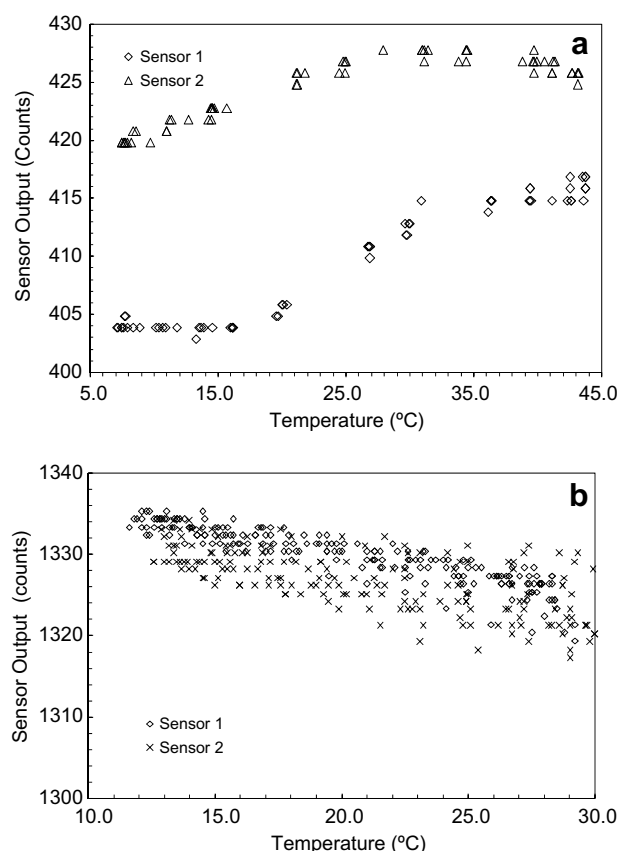 430
a
Sensor 1
Sensor 2
425
420
415
410
405
400
Sensor Output (Counts)
5.0 15.0 25.0 35.0 45.0
Temperature (ºC)
1340
b
1330
1320
1310
1300
Sensor Output (counts)
Sensor 1
Sensor 2
10.0 15.0 20.0 25.0 30.0
Temperature (ºC)